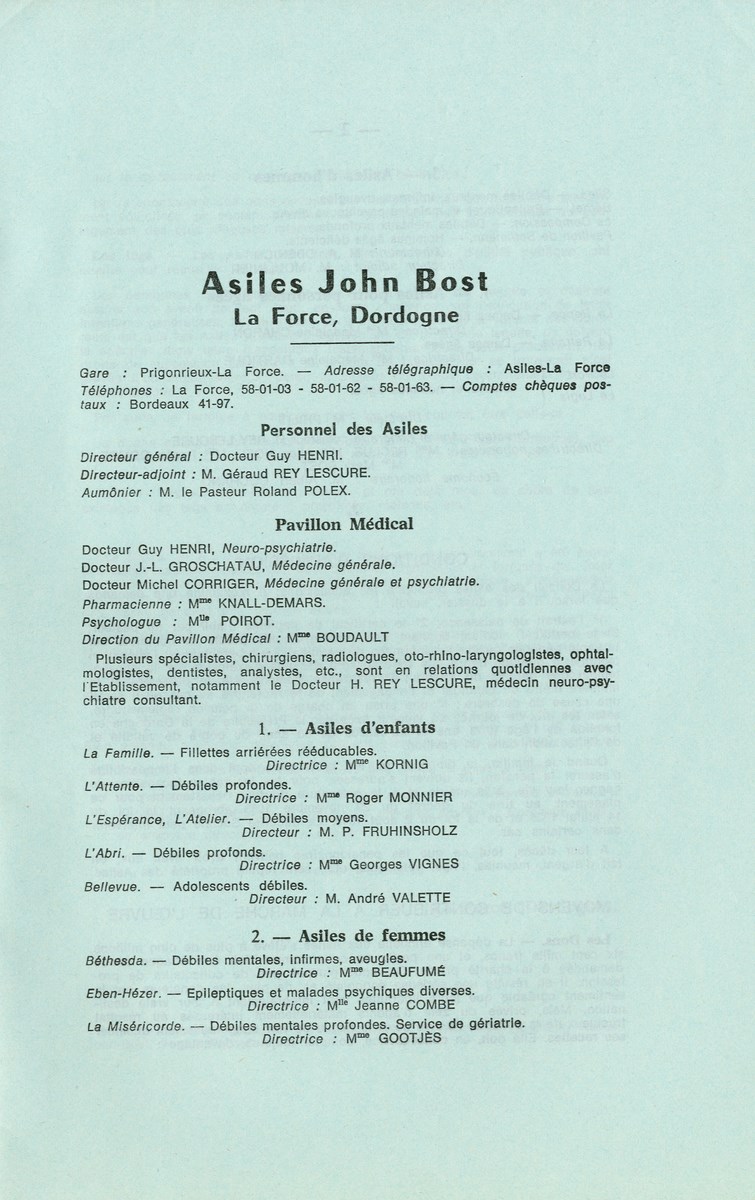 Asiles John Bost
La Force, Dordogne
Gare : Prigonrieux-La Force. — Adresse télégraphique : Asiles-La Force
Téléphones : La Force, 58-01-03 - 58-01-62 - 58-01-63. — Comptes chèques pos-
taux : Bordeaux 41-97.
Personnel des Asiles
Directeur général : Docteur Guy HENRI.
Directeur-adjoint : M. Géraud REY LESCURE.
Aumônier : M. le Pasteur Roland POLEX.
Pavillon Médical
Docteur Guy HENRI, Neuro-psychiatrie.
Docteur J.-L. GROSCHATAU, Médecine générale.
Docteur Michel CORRIGER, Médecine générale et psychiatrie.
Pharmacienne : Mme KNALL-DEMARS.
Psychologue : Mlle POIROT.
Direction du Pavillon Médical : Mme BOUDAULT
Plusieurs spécialistes, chirurgiens, radiologues, oto-rhino-laryngologistes, ophtal-
mologistes, dentistes, analystes, etc., sont en relations quotidiennes avec
l'Etablissement, notamment le Docteur H. REY LESCURE, médecin neuro-psy-
chiatre consultant.
1. — Asiles d'enfants
La Famille. — Fillettes arriérées rééducables.
Directrice : Mme KORNIG
L'Attente. — Débiles profondes.
Directrice : Mme Roger MONNIER
L'Espérance, L'Atelier. — Débiles moyens.
Directeur : M. P. FRUHINSHOLZ
L'Abri. — Débiles profonds.
Directrice : Mme Georges VIGNES
Bellevue. — Adolescents débiles.
Directeur : M. André VALETTE
2. — Asiles de femmes
Béthesda. — Débiles mentales, infirmes, aveugles.
Directrice : Mme BEAUFUMÉ
Eben-Hézer. — Epileptiques et malades psychiques diverses.
Directrice : Mlle Jeanne COMBE
La Miséricorde. — Débiles mentales profondes. Service de gériatrie.
Directrice : Mme GOOTJÈS